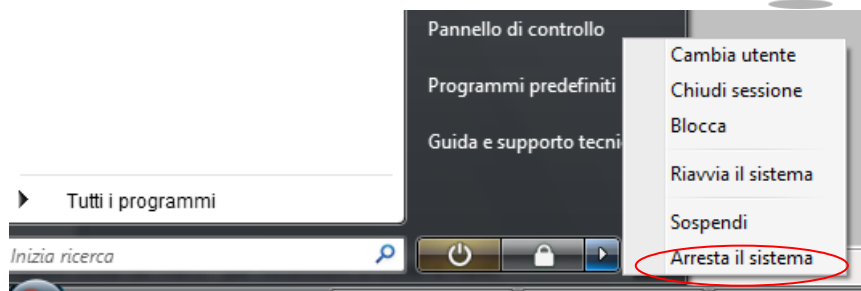 Pannello di controllo
Programmi predefiniti
Guida e supporto tecni
Tutti i programmi
Inizia ricerca
Cambia utente
Chiudi sessione
Blocca
Riavvia il sistema
Sospendi
Arresta il sistema